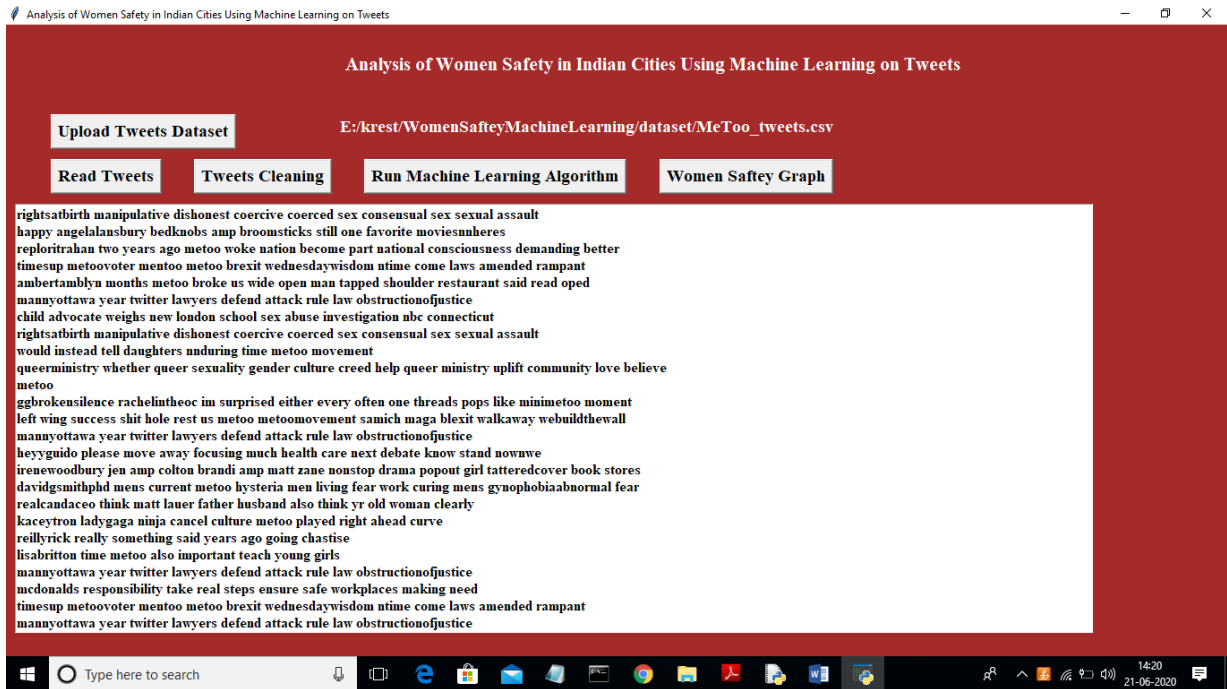 Analysis of Women Safety in Indian Cities Using Machine Learning on Tweets
Analysis of Women Safety in Indian Cities Using Machine Learning on Tweets
Upload Tweets Dataset
E:/krest/WomenSafteyMachineLearning/dataset/MeToo_tweets.csv
Read Tweets
Tweets Cleaning
Run Machine Learning Algorithm
Women Saftey Graph
rightsatbirth manipulative dishonest coercive coerced sex consensual sex sexual assault
happy angelalansbury bedknobs amp broomsticks still one favorite moviesnnheres
reploritrahan two years ago metoo woke nation become part national consciousness demanding better
timesup metoovoter mentoo metoo brexit wednesdaywisdom ntime come laws amended rampant
ambertamblyn months metoo broke us wide open man tapped shoulder restaurant said read oped
mannyottawa year twitter lawyers defend attack rule law obstructionofjustice
child advocate weighs new london school sex abuse investigation nbc connecticut
rightsatbirth manipulative dishonest coercive coerced sex consensual sex sexual assault
would instead tell daughters nnduring time metoo movement
queerministry whether queer sexuality gender culture creed help queer ministry uplift community love believe
metoo
ggbrokensilence rachelintheoc im surprised either every often one threads pops like minimetoo moment
left wing success shit hole rest us metoo metoomovement samich maga blexit walkaway webuildthewall
mannyottawa year twitter lawyers defend attack rule law obstructionofjustice
heyyguido please move away focusing much health care next debate know stand nownwe
irenewoodbury jen amp colton brandi amp matt zane nonstop drama popout girl tatteredcover book stores
davidgsmithphd mens current metoo hysteria men living fear work curing mens gynophobiaabnormal fear
realcandaceo think matt lauer father husband also think yr old woman clearly
kaceytron ladygaga ninja cancel culture metoo played right ahead curve
reillyrick really something said years ago going chastise
lisabritton time metoo also important teach young girls
mannyottawa year twitter lawyers defend attack rule law obstructionofjustice
mcdonalds responsibility take real steps ensure safe workplaces making need
timesup metoovoter mentoo metoo brexit wednesdaywisdom ntime come laws amended rampant
mannyottawa year twitter lawyers defend attack rule law obstructionofjustice
Type here to search
14:20
21-06-2020